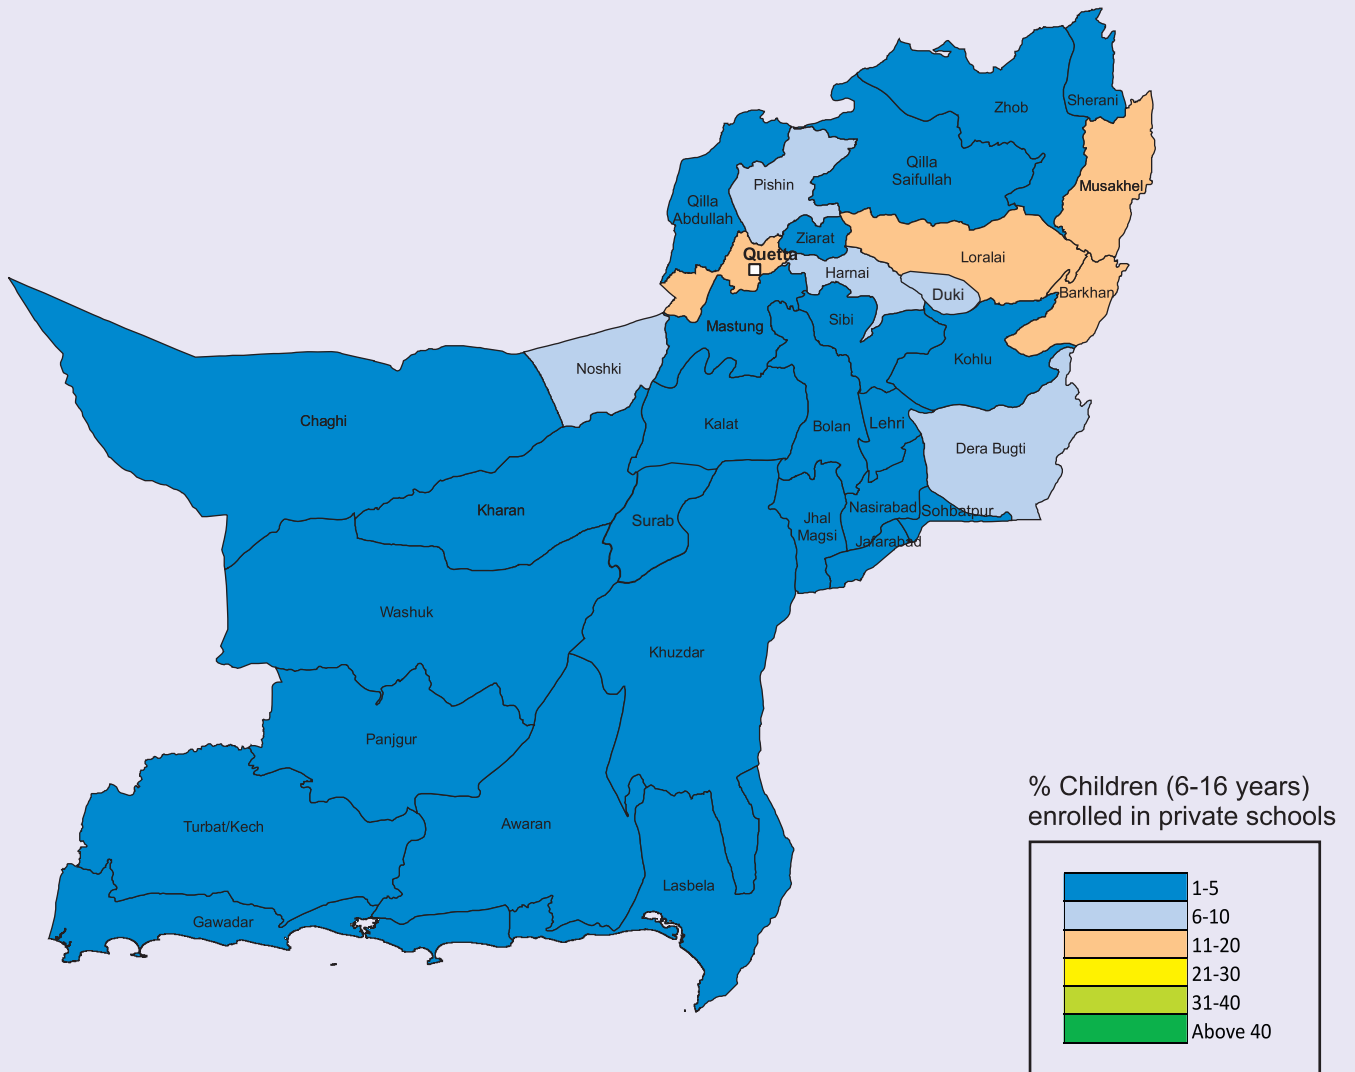 Zhob
Sherani
Qilla
Saifullah
Musakhel
Pishin
Qilla
Abdullah
Ziarat
Quetta
Loralai
Harnai
Duki
Barkhan
Sibi
Mastung
Kohlu
Noshki
Chaghi
Kalat
Bolan
Lehri
Dera Bugti
Kharan
Surab
Nasirabad
Sohbatpur
Jhal
Magsi
Jafarabad
Washuk
Khuzdar
Panjgur
Turbat/Kech
Awaran
Lasbela
Gawadar
% Children (6-16 years)
enrolled in private schools
1-5
6-10
11-20
21-30
31-40
Above 40